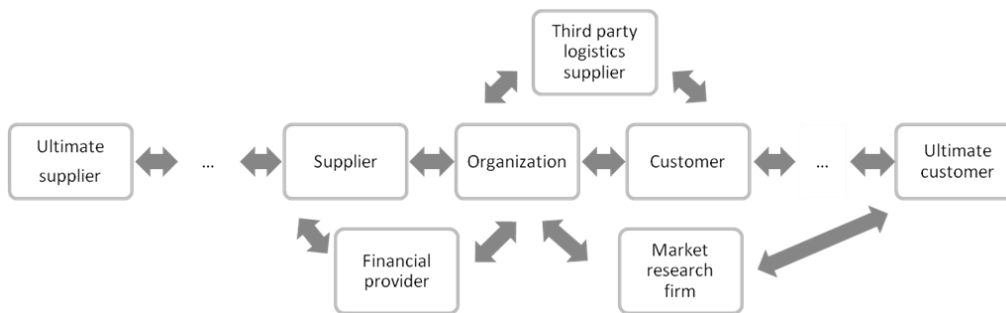 Third party
logistics
supplier
Ultimate
supplier
...
Supplier
Organization
Customer
...
Ultimate
customer
Financial
provider
Market
research
firm